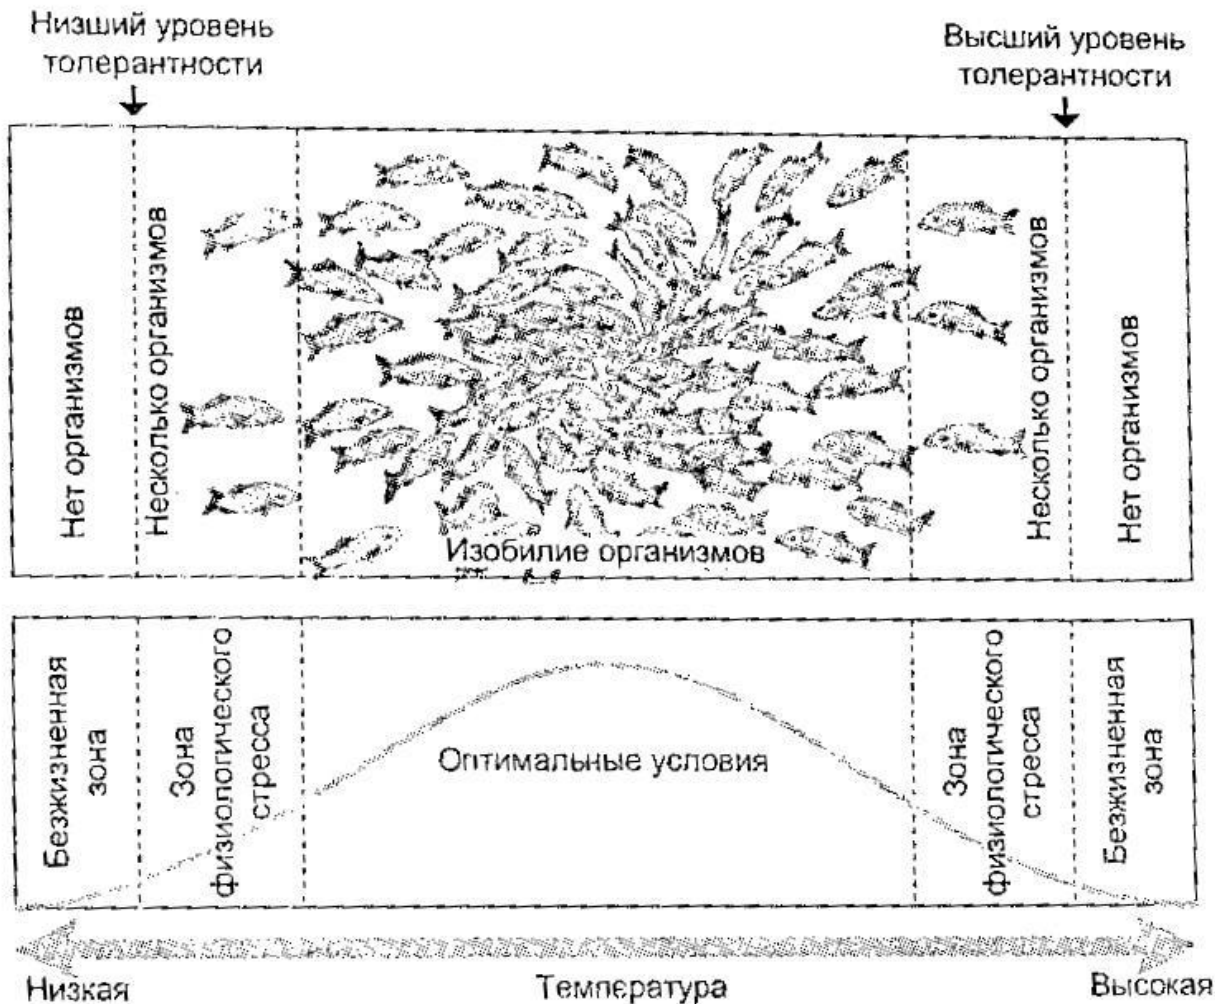 Низший уровень
толерантности
Высший уровень
толерантности
Нет организмов
Несколько организмов
Изобилие организмов
Несколько организмов
Нет организмов
Безжизненная
зона
Зона
физиологического
стресса
Оптимальные условия
Зона
физиологического
стресса
Безжизненная
зона
Низкая
Температура
Высокая